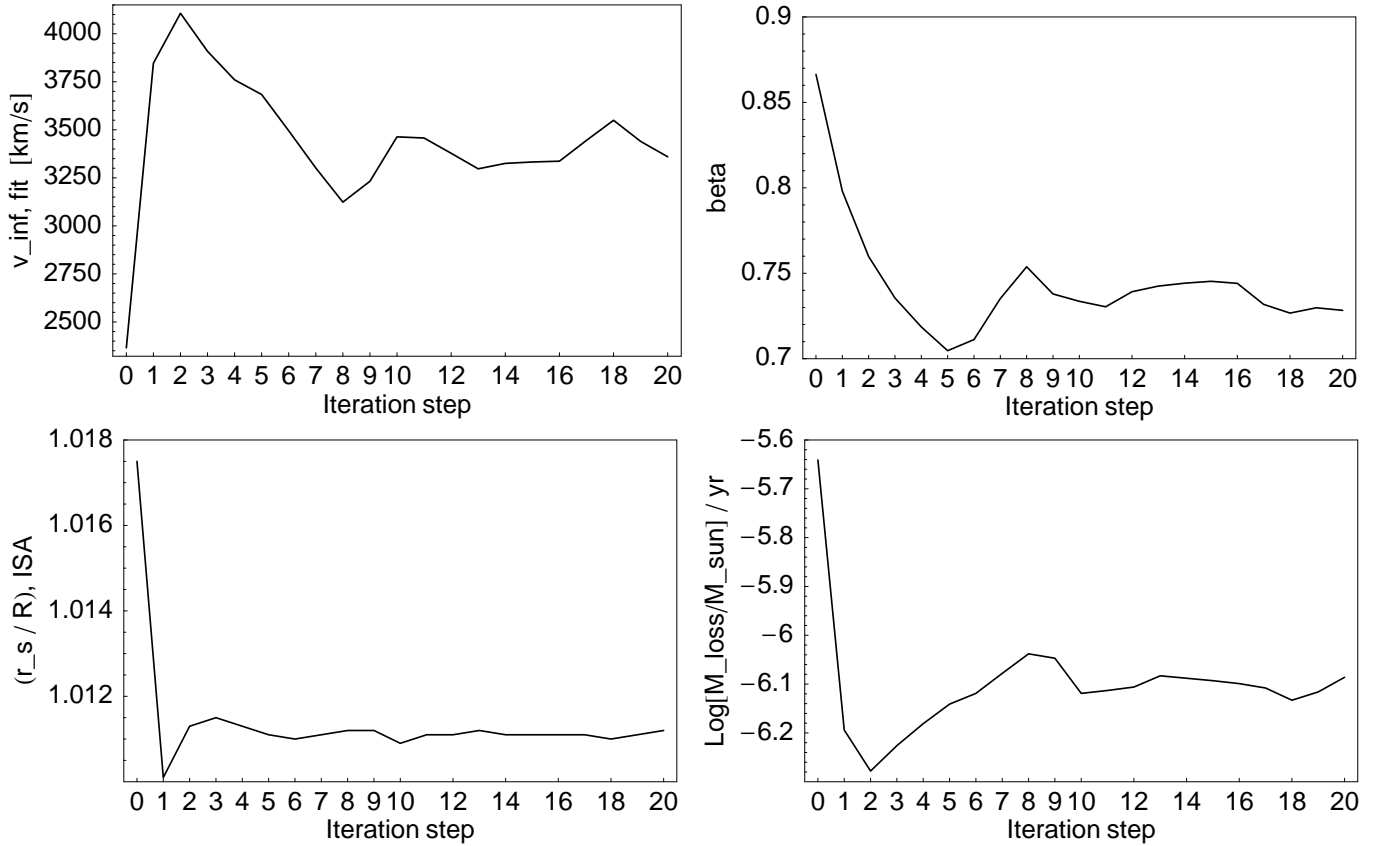 4000
3750
3500
3250
3000
2750
2500
v_inf, fit [km/s]
0 1 2 3 4 5 6 7 8 9 10 12 14 16 18 20
Iteration step
0.9
0.85
0.8
0.75
0.7
beta
0 1 2 3 4 5 6 7 8 9 10 12 14 16 18 20
Iteration step
1.018
1.016
1.014
1.012
(r_s / R), ISA
0 1 2 3 4 5 6 7 8 9 10 12 14 16 18 20
Iteration step
−5.6
−5.7
−5.8
−5.9
−6
−6.1
−6.2
Log[M_loss/M_sun] / yr
0 1 2 3 4 5 6 7 8 9 10 12 14 16 18 20
Iteration step